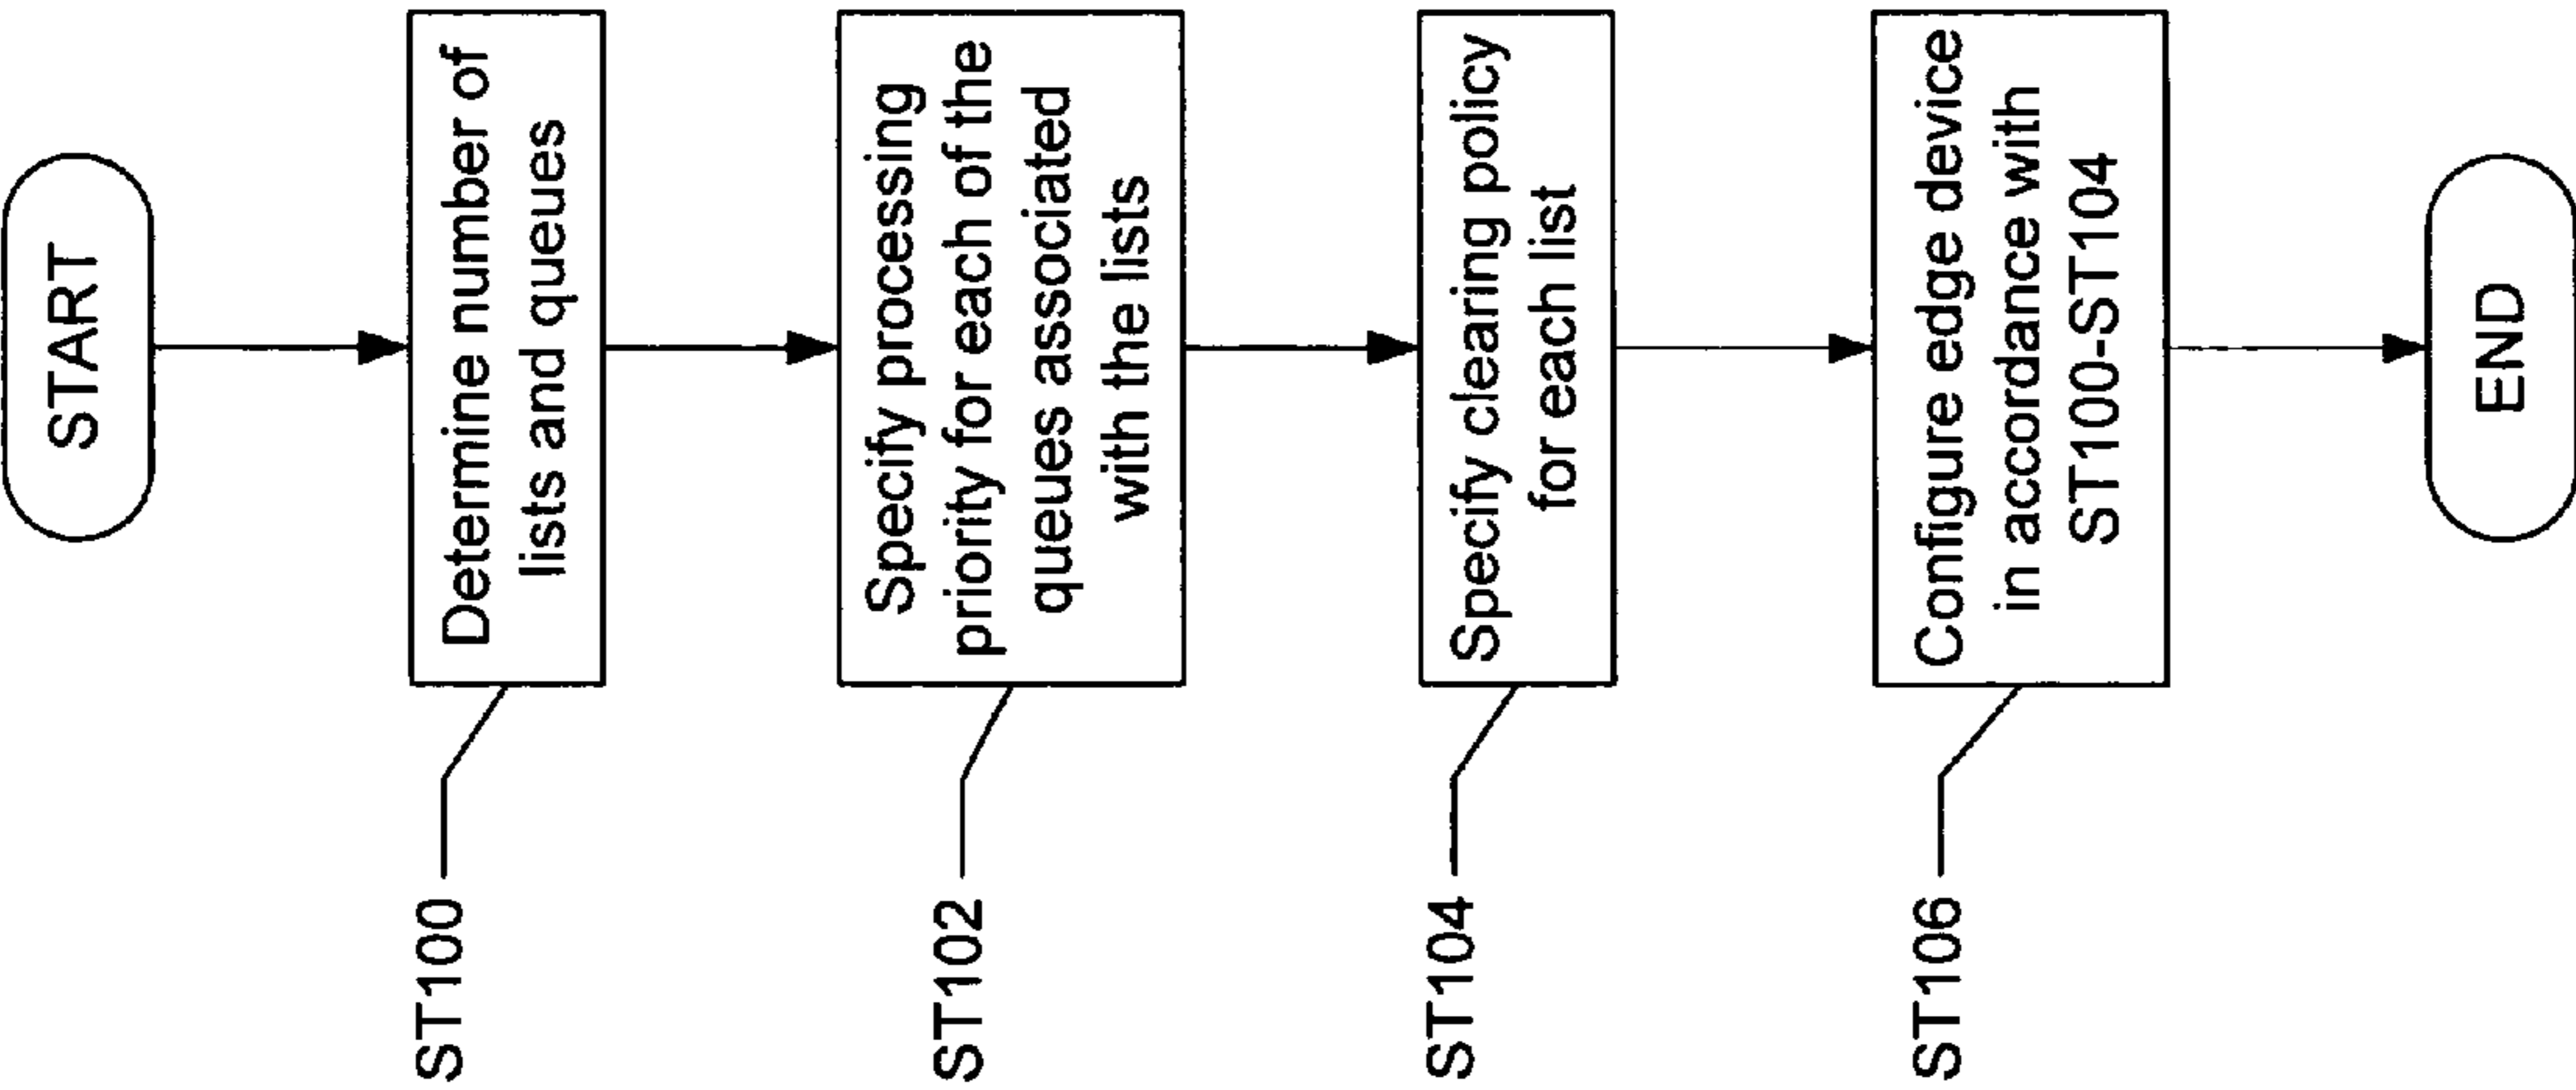 START
ST100
Determine number of
lists and queues
ST102
Specify processing
priority for each of the
queues associated
with the lists
ST104
Specify clearing policy
for each list
ST106
Configure edge device
in accordance with
ST100-ST104
END